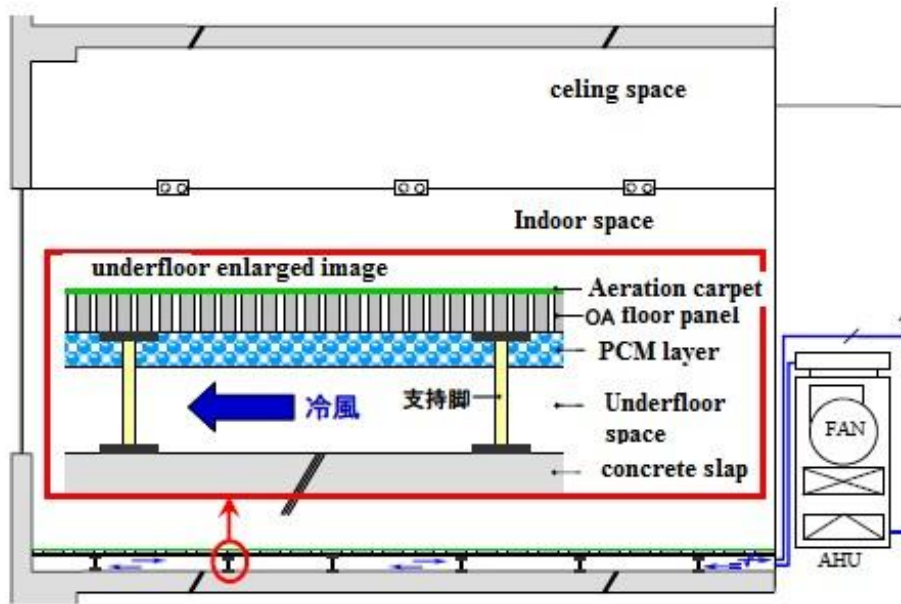 celing space
Indoor space
underfloor enlarged image
Aeration carpet
OA floor panel
PCM layer
支持脚
冷風
Underfloor
space
concrete slap
FAN
AHU